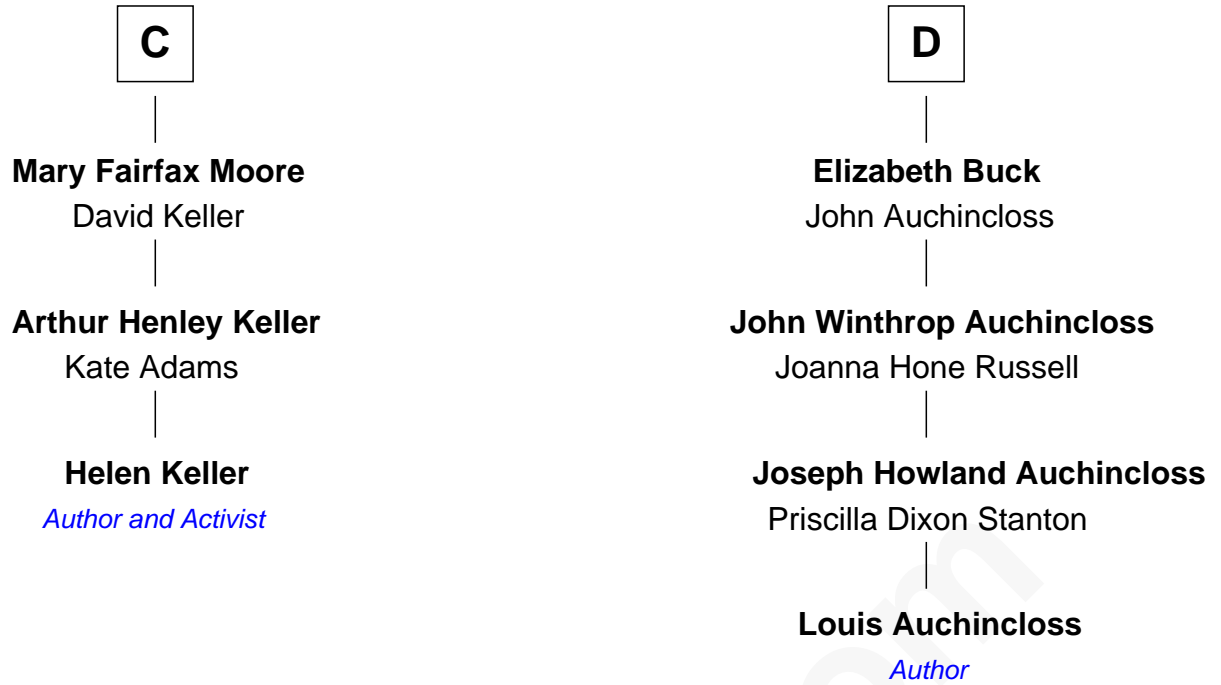 C
Mary Fairfax Moore
David Keller
Arthur Henley Keller
Kate Adams
Helen Keller
Author and Activist
D
Elizabeth Buck
John Auchincloss
John Winthrop Auchincloss
Joanna Hone Russell
Joseph Howland Auchincloss
Priscilla Dixon Stanton
Louis Auchincloss
Author